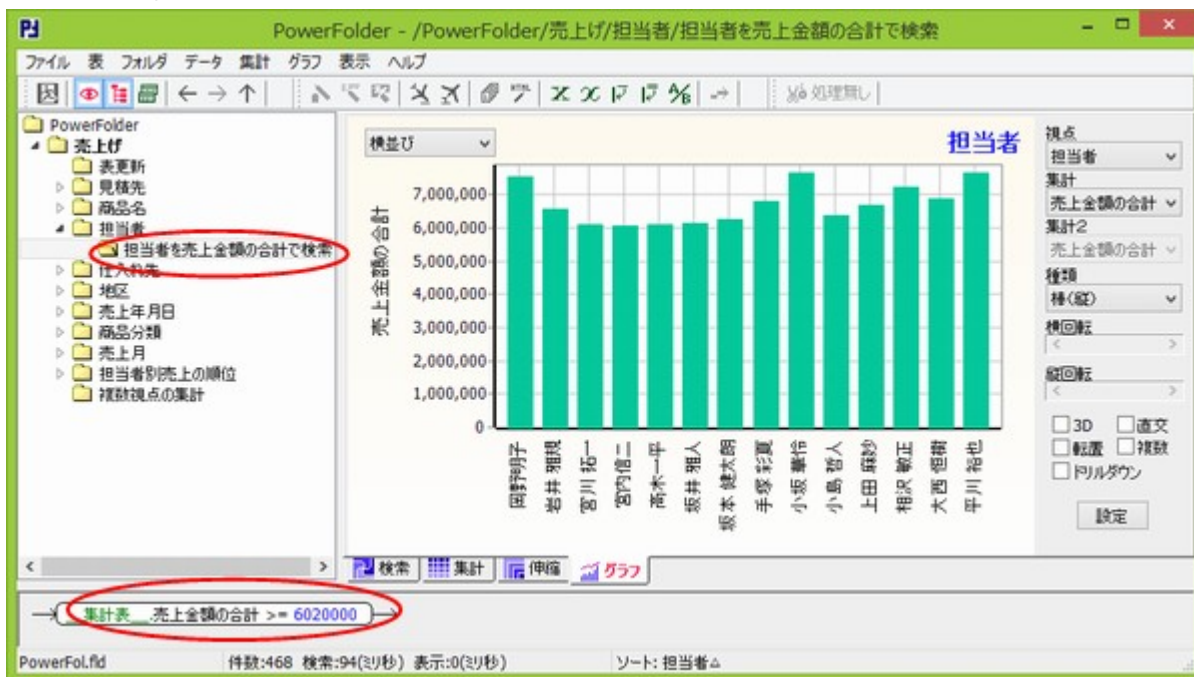 PowerFolder - /PowerFolder/売上げ/担当者/担当者を売上金額の合計で検索
ファイル 表 フォルダ データ 集計 グラフ 表示 ヘルプ
処理無し
PowerFolder
売上げ
表更新
見積先
商品名
担当者
担当者を売上金額の合計で検索
仕入れ先
地区
売上年月日
商品分類
売上月
担当者別売上の順位
複数視点の集計
横並び
担当者
売上金額の合計
7,000,000
6,000,000
5,000,000
4,000,000
3,000,000
2,000,000
1,000,000
0
岡野明子
岩井 雅規
宮川 拓一
宮内信二
高木一平
坂井 雅人
坂本 健太朗
手塚 彩夏
小坂 華伶
小島 哲人
上田 麻妙
相沢 敏正
大西 恒樹
平川 裕也
視点
担当者
集計
売上金額の合計
集計2
売上金額の合計
種類
棒(縦)
横回転
縦回転
3D 直交
転置 複数
ドリルダウン
設定
検索 集計 伸縮 グラフ
__集計表__.売上金額の合計 >= 6020000
PowerFol.fld 件数:468 検索:94(ミリ秒) 表示:0(ミリ秒) ソート: 担当者△